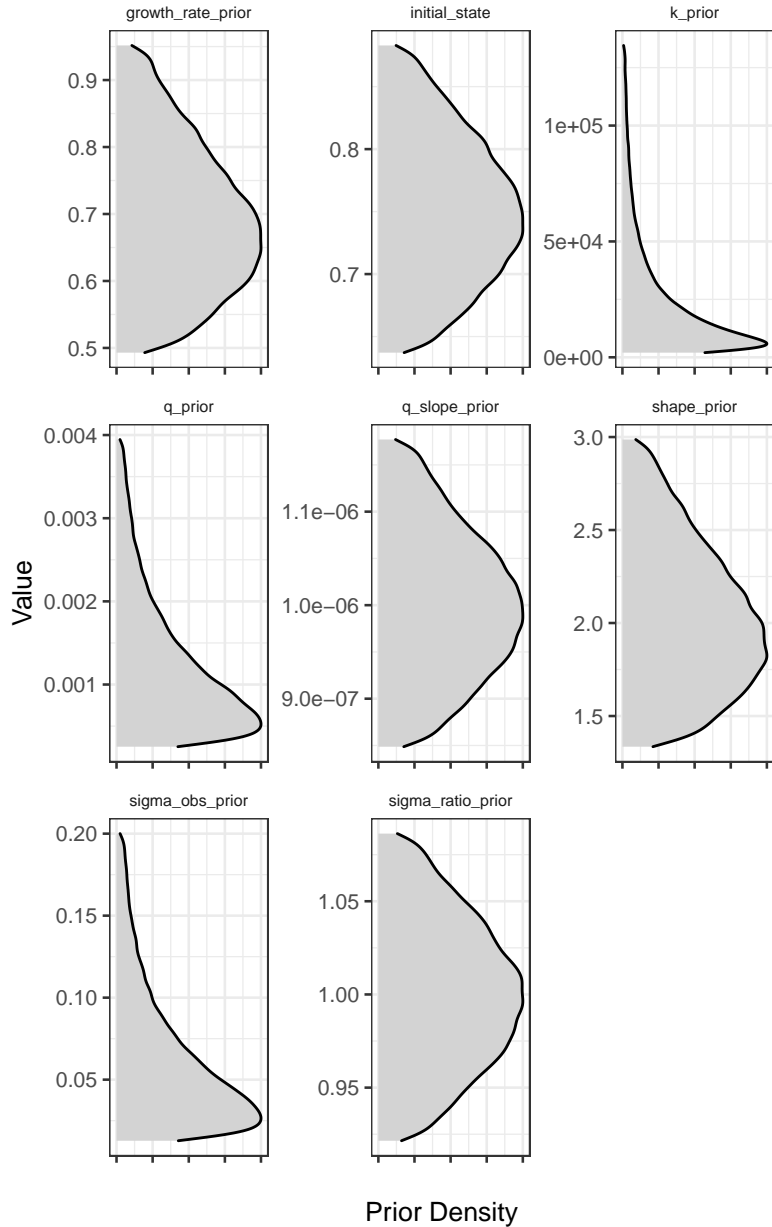 growth_rate_prior
initial_state
k_prior
0.9
0.8
0.7
0.6
0.5
0.8
0.7
1e+05
5e+04
0e+00
q_prior
q_slope_prior
shape_prior
0.004
0.003
0.002
0.001
1.1e−06
1.0e−06
9.0e−07
3.0
2.5
2.0
1.5
Value
sigma_obs_prior
sigma_ratio_prior
0.20
0.15
0.10
0.05
1.05
1.00
0.95
Prior Density